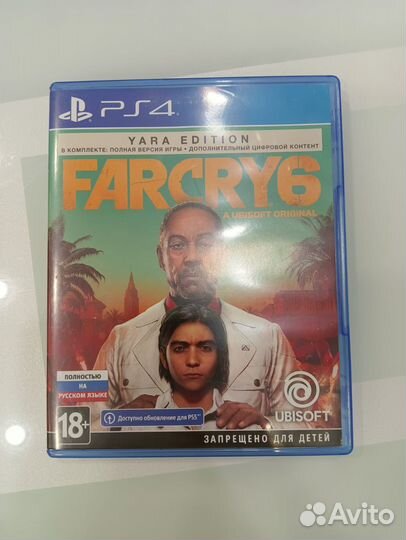 PS4
YARA EDITION
В КОМПЛЕКТЕ: ПОЛНАЯ ВЕРСИЯ ИГРЫ • ДОПОЛНИТЕЛЬНЫЙ ЦИФРОВОЙ КОНТЕНТ
FARCRY6
A UBISOFT ORIGINAL
ПОЛНОСТЬЮ
НА
РУССКОМ ЯЗЫКЕ
18+
Доступно обновление для PS5
UBISOFT
ЗАПРЕЩЕНО ДЛЯ ДЕТЕЙ
Avito